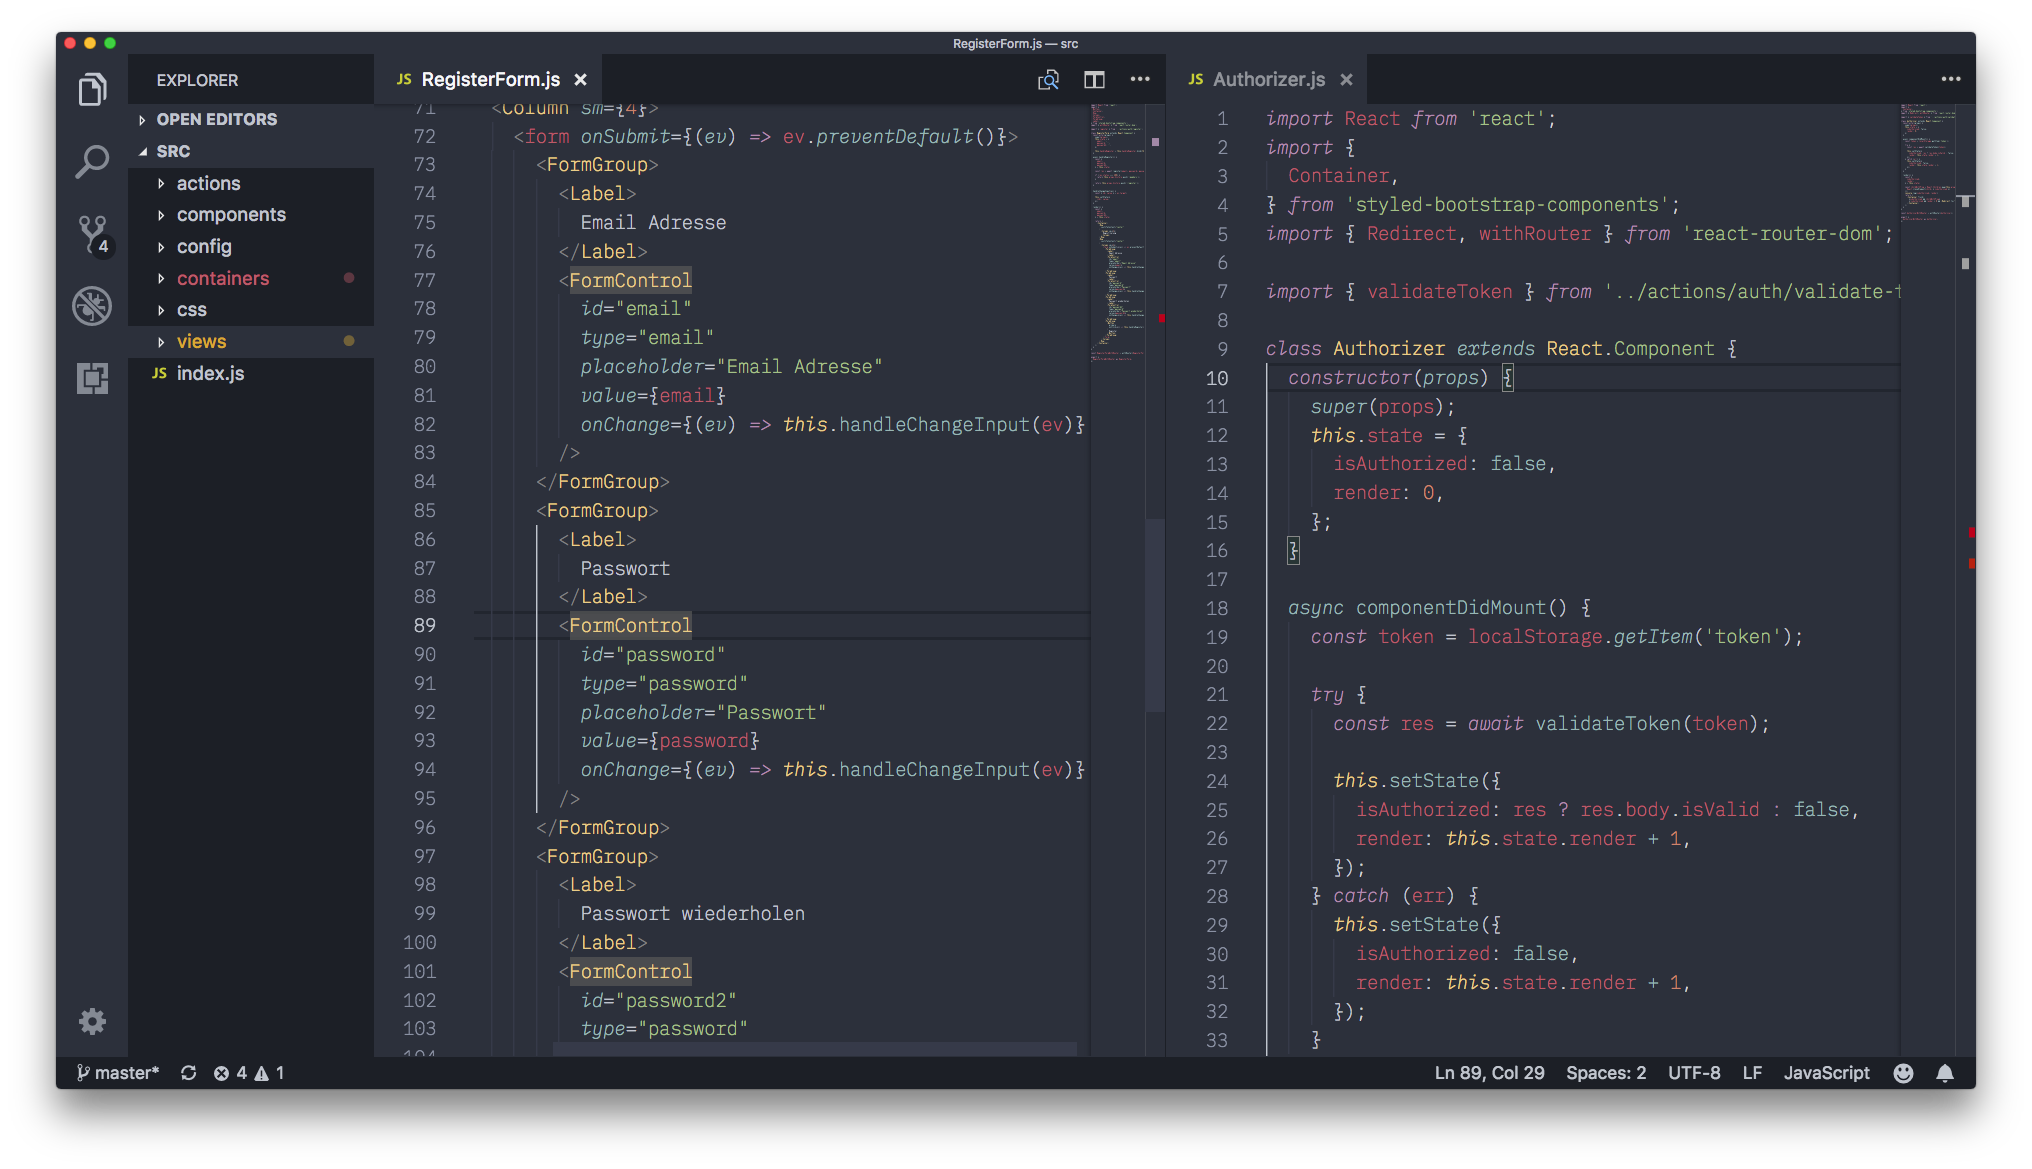 RegisterForm.js — src
EXPLORER
OPEN EDITORS
SRC
actions
components
config
containers
css
views
JS index.js
4
JS RegisterForm.js ×
71 <Column sm={4}>
72 <form onSubmit={(ev) => ev.preventDefault()}>
73 <FormGroup>
74 <Label>
75 Email Adresse
76 </Label>
77 <FormControl
78 id="email"
79 type="email"
80 placeholder="Email Adresse"
81 value={email}
82 onChange={(ev) => this.handleChangeInput(ev)}
83 />
84 </FormGroup>
85 <FormGroup>
86 <Label>
87 Passwort
88 </Label>
89 <FormControl
90 id="password"
91 type="password"
92 placeholder="Passwort"
93 value={password}
94 onChange={(ev) => this.handleChangeInput(ev)}
95 />
96 </FormGroup>
97 <FormGroup>
98 <Label>
99 Passwort wiederholen
100 </Label>
101 <FormControl
102 id="password2"
103 type="password"
104
JS Authorizer.js ×
1 import React from 'react';
2 import {
3 Container,
4 } from 'styled-bootstrap-components';
5 import { Redirect, withRouter } from 'react-router-dom';
6
7 import { validateToken } from '../actions/auth/validate-t
8
9 class Authorizer extends React.Component {
10 constructor(props) {
11 super(props);
12 this.state = {
13 isAuthorized: false,
14 render: 0,
15 };
16 }
17
18 async componentDidMount() {
19 const token = localStorage.getItem('token');
20
21 try {
22 const res = await validateToken(token);
23
24 this.setState({
25 isAuthorized: res ? res.body.isValid : false,
26 render: this.state.render + 1,
27 });
28 } catch (err) {
29 this.setState({
30 isAuthorized: false,
31 render: this.state.render + 1,
32 });
33 }
master* 4 1
Ln 89, Col 29 Spaces: 2 UTF-8 LF JavaScript